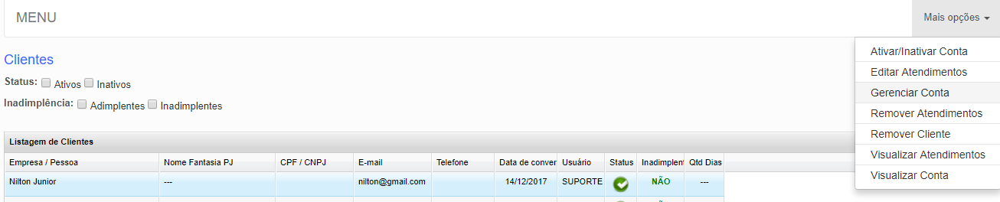 MENU
Mais opções
Ativar/Inativar Conta
Editar Atendimentos
Gerenciar Conta
Remover Atendimentos
Remover Cliente
Visualizar Atendimentos
Visualizar Conta
Clientes
Status: Ativos Inativos
Inadimplência: Adimplentes Inadimplentes
Listagem de Clientes
Empresa / Pessoa Nome Fantasia PJ CPF / CNPJ E-mail Telefone Data de conver Usuário Status Inadimplent Qtd Dias
Nilton Junior --- nilton@gmail.com 14/12/2017 SUPORTE NÃO ---